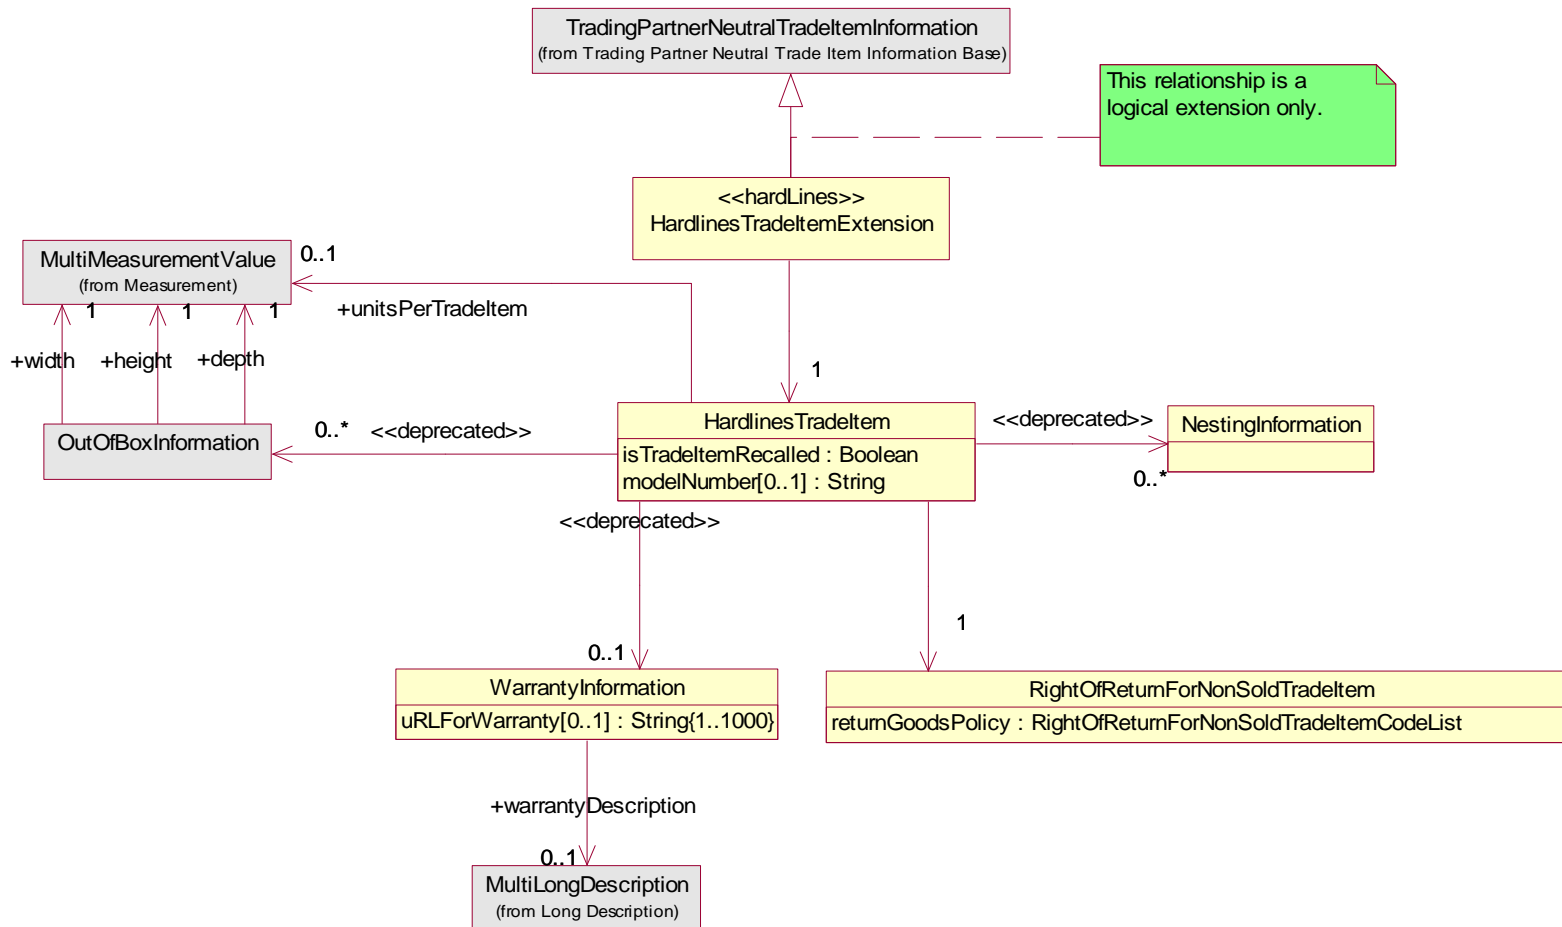 TradingPartnerNeutralTradeItemInformation
(from Trading Partner Neutral Trade Item Information Base)
This relationship is a
logical extension only.
<<hardLines>>
HardlinesTradeItemExtension
MultiMeasurementValue
(from Measurement)
0..1
+unitsPerTradeItem
1
1
1
+width
+height
+depth
1
OutOfBoxInformation
0..*
<<deprecated>>
HardlinesTradeItem
isTradeItemRecalled : Boolean
modelNumber[0..1] : String
<<deprecated>>
0..*
NestingInformation
<<deprecated>>
0..1
1
WarrantyInformation
uRLForWarranty[0..1] : String{1..1000}
RightOfReturnForNonSoldTradeItem
returnGoodsPolicy : RightOfReturnForNonSoldTradeItemCodeList
+warrantyDescription
0..1
MultiLongDescription
(from Long Description)